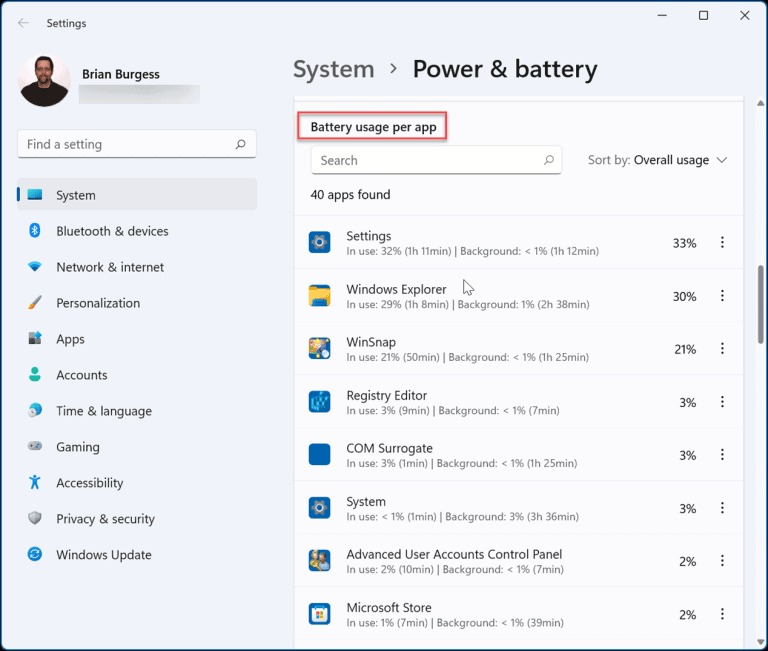 Settings
Brian Burgess
Find a setting
System
Bluetooth & devices
Network & internet
Personalization
Apps
Accounts
Time & language
Gaming
Accessibility
Privacy & security
Windows Update
System > Power & battery
Battery usage per app
Search
Sort by: Overall usage
40 apps found
Settings
In use: 32% (1h 11min) | Background: < 1% (1h 12min)
33%
Windows Explorer
In use: 29% (1h 8min) | Background: 1% (2h 38min)
30%
WinSnap
In use: 21% (50min) | Background: < 1% (1h 25min)
21%
Registry Editor
In use: 3% (9min) | Background: < 1% (7min)
3%
COM Surrogate
In use: 3% (1min) | Background: < 1% (1h 25min)
3%
System
In use: < 1% (1min) | Background: 3% (3h 36min)
3%
Advanced User Accounts Control Panel
In use: 2% (10min) | Background: < 1% (7min)
2%
Microsoft Store
In use: 1% (7min) | Background: < 1% (39min)
2%